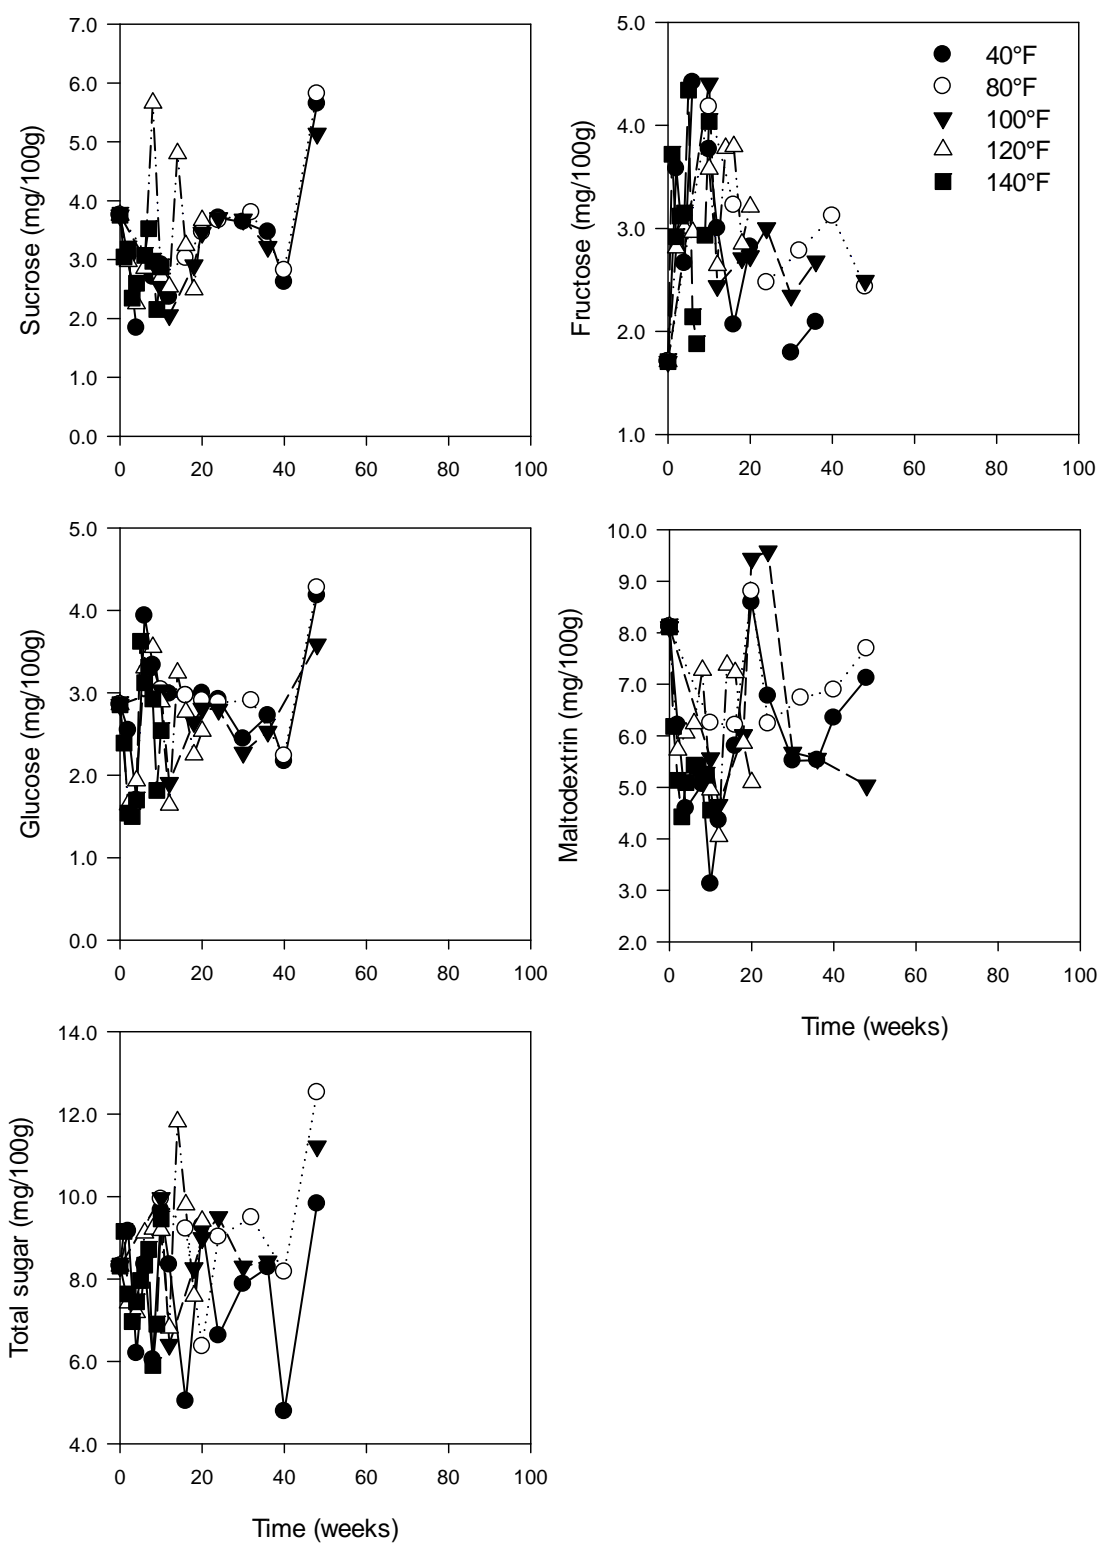 7.0
6.0
5.0
4.0
3.0
2.0
1.0
0.0
Sucrose (mg/100g)
0 20 40 60 80 100
5.0
4.0
3.0
2.0
1.0
Fructose (mg/100g)
40°F
80°F
100°F
120°F
140°F
0 20 40 60 80 100
5.0
4.0
3.0
2.0
1.0
0.0
Glucose (mg/100g)
0 20 40 60 80 100
10.0
9.0
8.0
7.0
6.0
5.0
4.0
3.0
2.0
Maltodextrin (mg/100g)
0 20 40 60 80 100
Time (weeks)
14.0
12.0
10.0
8.0
6.0
4.0
Total sugar (mg/100g)
0 20 40 60 80 100
Time (weeks)